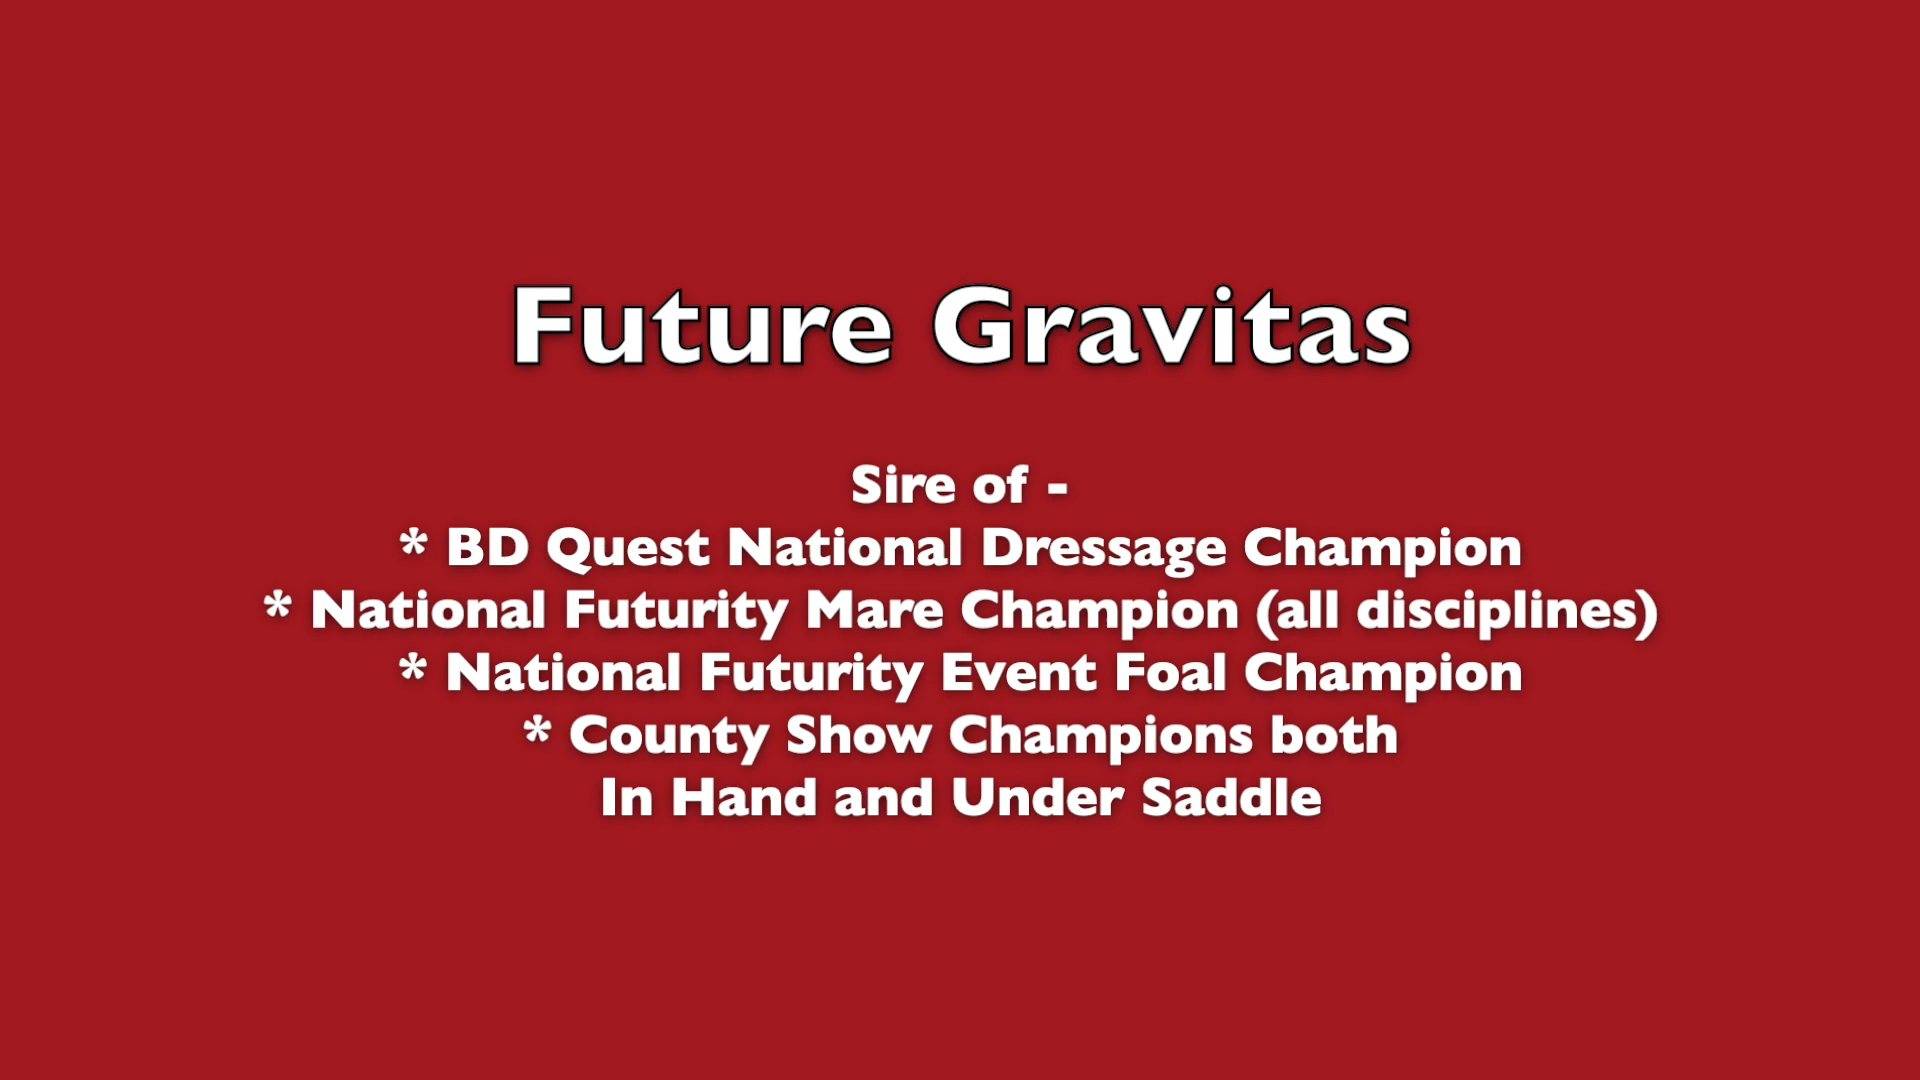 Future Gravitas
Sire of -
* BD Quest National Dressage Champion
* National Futurity Mare Champion (all disciplines)
* National Futurity Event Foal Champion
* County Show Champions both
In Hand and Under Saddle